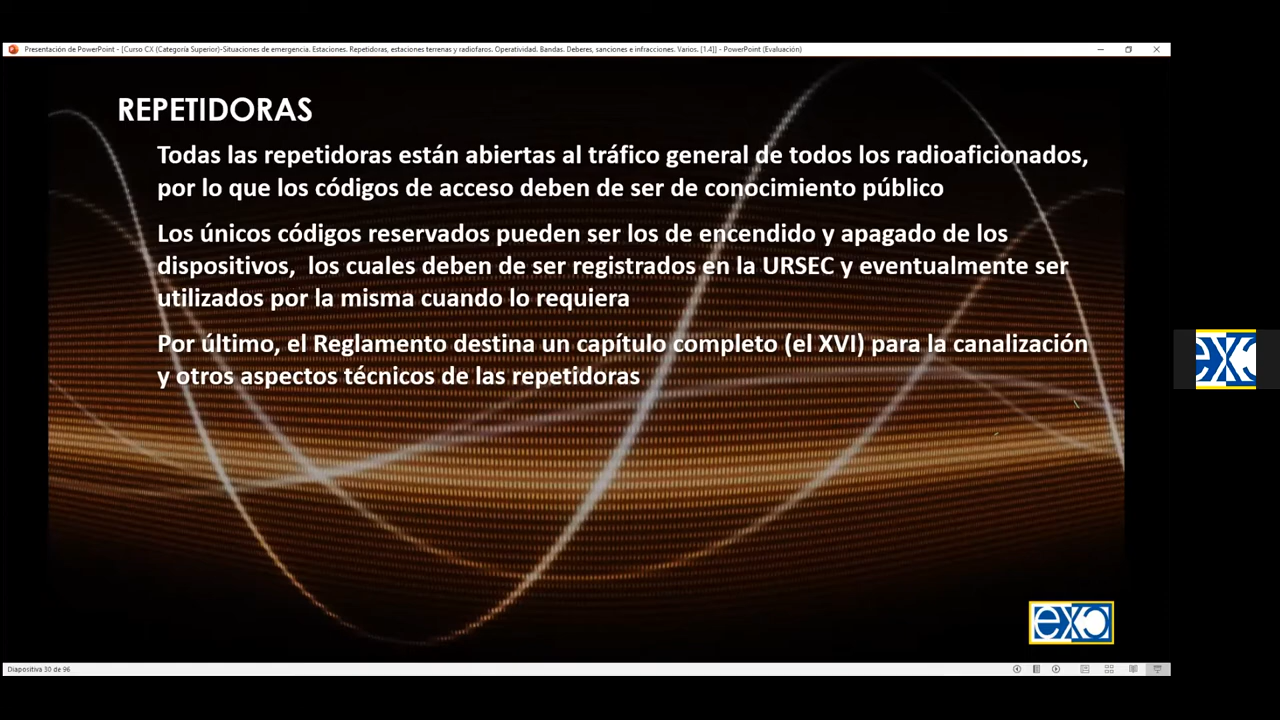 Presentación de PowerPoint - [Curso CX (Categoría Superior)-Situaciones de emergencia. Estaciones. Repetidoras, estaciones terrenas y radiofaros. Operatividad. Bandas. Deberes, sanciones e infracciones. Varios. [1.4]] - PowerPoint (Evaluación)
REPETIDORAS
Todas las repetidoras están abiertas al tráfico general de todos los radioaficionados,
por lo que los códigos de acceso deben de ser de conocimiento público
Los únicos códigos reservados pueden ser los de encendido y apagado de los
dispositivos, los cuales deben de ser registrados en la URSEC y eventualmente ser
utilizados por la misma cuando lo requiera
Por último, el Reglamento destina un capítulo completo (el XVI) para la canalización
y otros aspectos técnicos de las repetidoras
exc
exc
Diapositiva 30 de 96